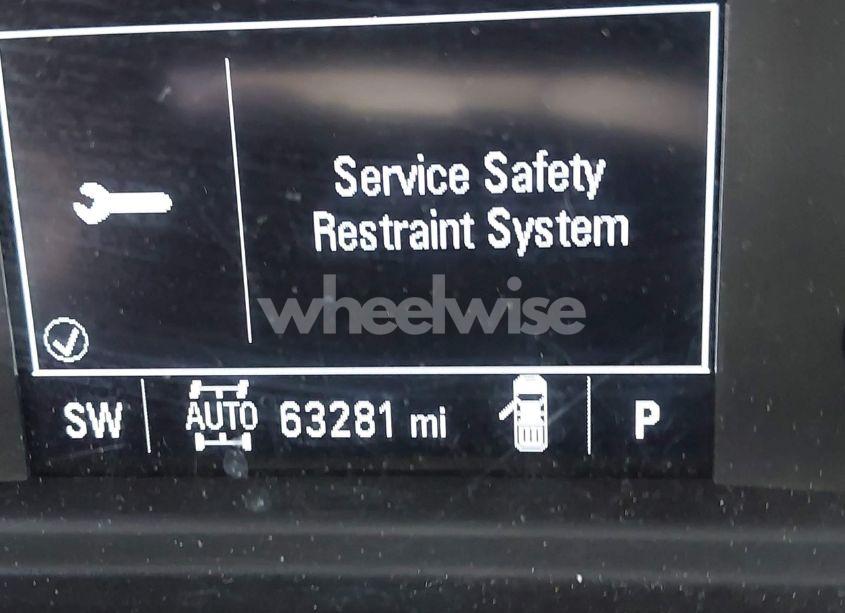 Service Safety
Restraint System
wheelwise
SW AUTO 63281 mi P